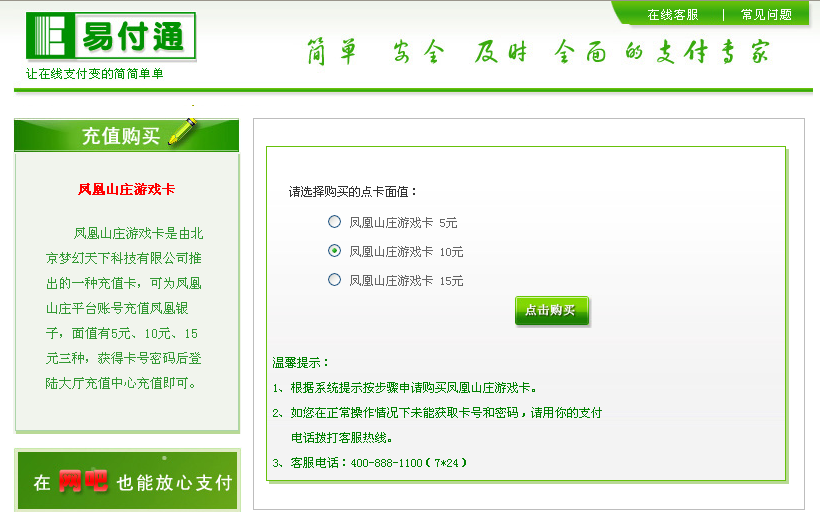 在线客服 | 常见问题
易付通
让在线支付变的简简单单
简单 安全 及时 全面 的支付专家
充值购买
凤凰山庄游戏卡
凤凰山庄游戏卡是由北
京梦幻天下科技有限公司推
出的一种充值卡，可为凤凰
山庄平台账号充值凤凰银
子，面值有5元、10元、15
元三种，获得卡号密码后登
陆大厅充值中心充值即可。
在 网吧 也能放心支付
请选择购买的点卡面值：
凤凰山庄游戏卡 5元
凤凰山庄游戏卡 10元
凤凰山庄游戏卡 15元
点击购买
温馨提示：
1、根据系统提示按步骤申请购买凤凰山庄游戏卡。
2、如您在正常操作情况下未能获取卡号和密码，请用你的支付
电话拨打客服热线。
3、客服电话：400-888-1100（7*24）